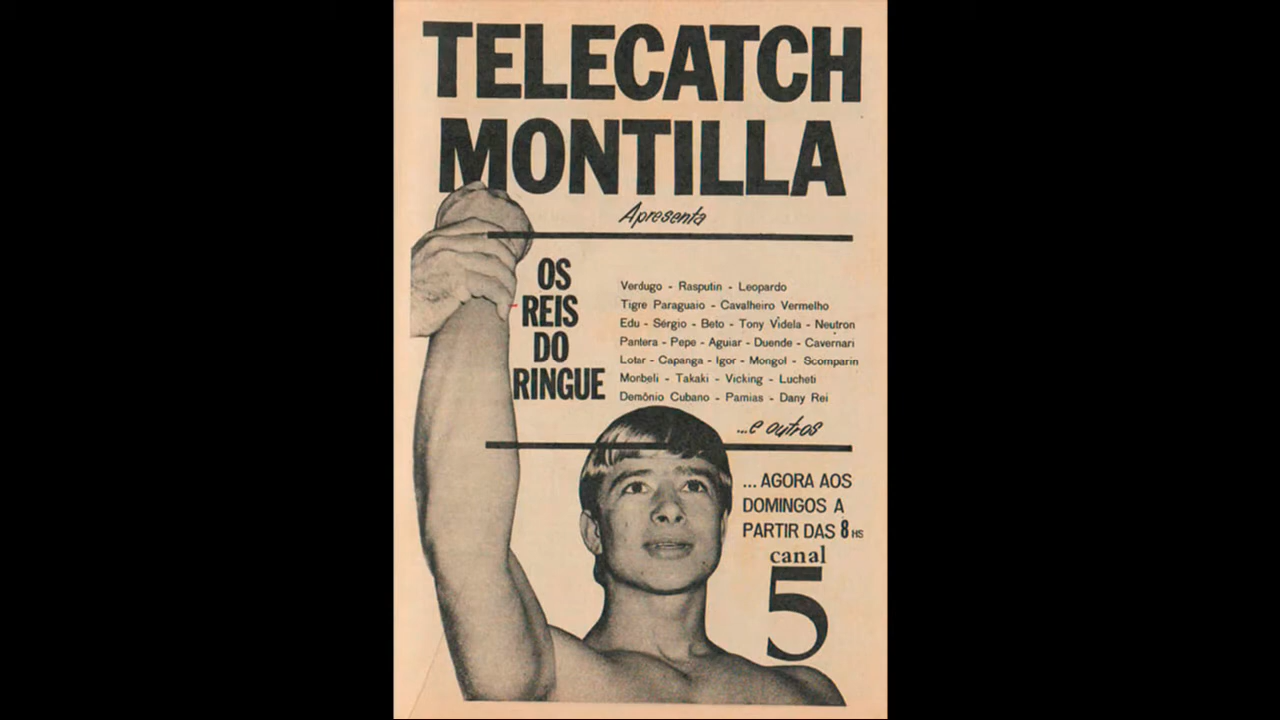 TELECATCH
MONTILLA
Apresenta
OS
REIS
DO
RINGUE
Verdugo - Rasputin - Leopardo
Tigre Paraguaio - Cavalheiro Vermelho
Edu - Sérgio - Beto - Tony Videla - Neutron
Pantera - Pepe - Aguiar - Duende - Cavernari
Lotar - Capanga - Igor - Mongol - Scomparin
Monbeli - Takaki - Vicking - Lucheti
Demônio Cubano - Pamias - Dany Rei
...e outros
... AGORA AOS
DOMINGOS A
PARTIR DAS 8 HS
canal
5